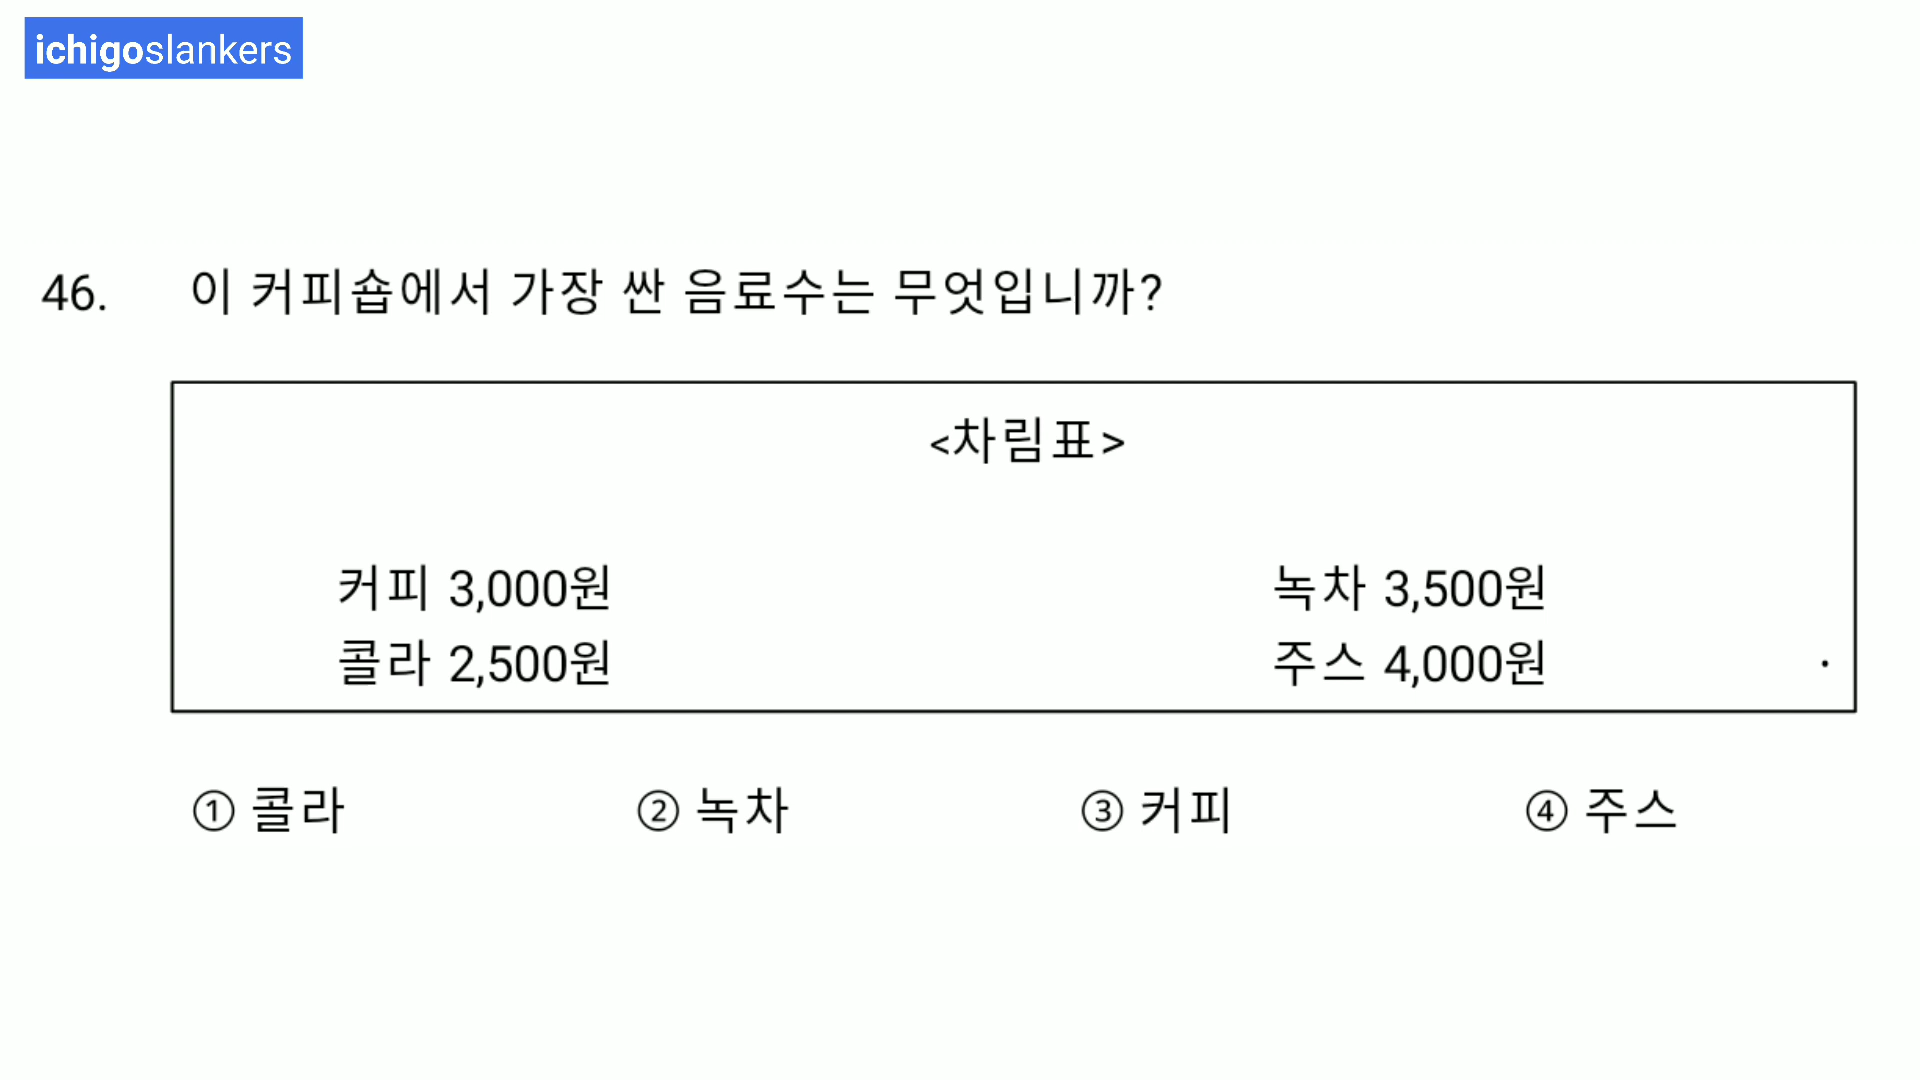 ichigoslankers
46. 이 커피숍에서 가장 싼 음료수는 무엇입니까?
<차림표>
커피 3,000원 녹차 3,500원
콜라 2,500원 주스 4,000원 .
① 콜라 ② 녹차 ③ 커피 ④ 주스